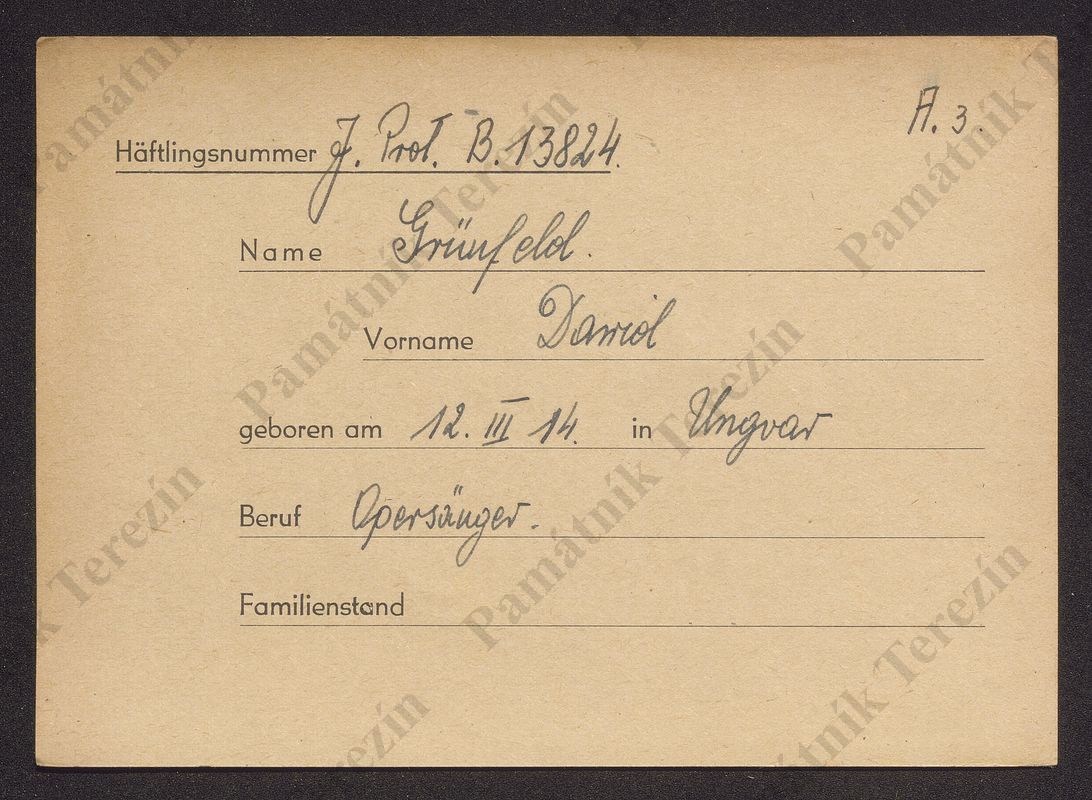 A. 3.
Häftlingsnummer J. Prot. B. 13824.
Name Grünfeld.
Vorname Dawid
geboren am 12. III 14. in Ungvar
Beruf Opersänger.
Familienstand
Památník Terezín